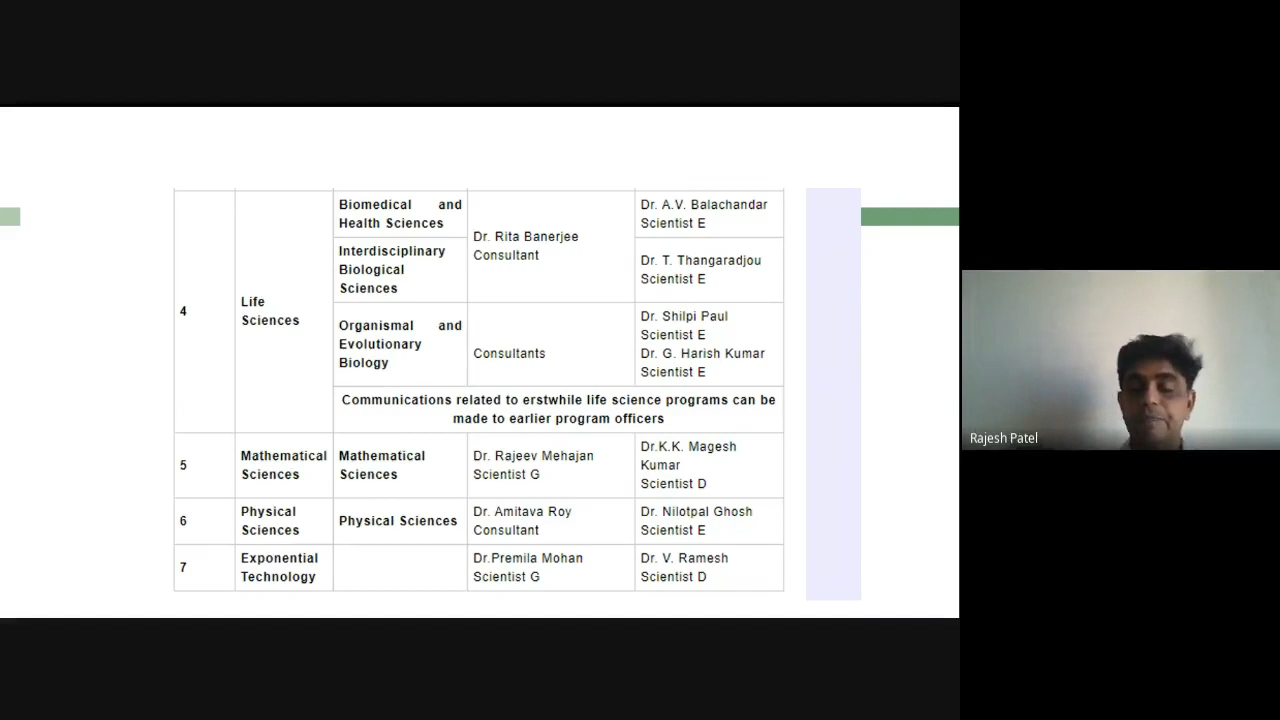 Biomedical and
Health Sciences
Dr. Rita Banerjee
Consultant
Dr. A.V. Balachandar
Scientist E
Interdisciplinary
Biological
Sciences
Dr. T. Thangaradjou
Scientist E
4
Life
Sciences
Organismal and
Evolutionary
Biology
Consultants
Dr. Shilpi Paul
Scientist E
Dr. G. Harish Kumar
Scientist E
Communications related to erstwhile life science programs can be
made to earlier program officers
5
Mathematical
Sciences
Mathematical
Sciences
Dr. Rajeev Mehajan
Scientist G
Dr.K.K. Magesh
Kumar
Scientist D
6
Physical
Sciences
Physical Sciences
Dr. Amitava Roy
Consultant
Dr. Nilotpal Ghosh
Scientist E
7
Exponential
Technology
Dr.Premila Mohan
Scientist G
Dr. V. Ramesh
Scientist D
Rajesh Patel